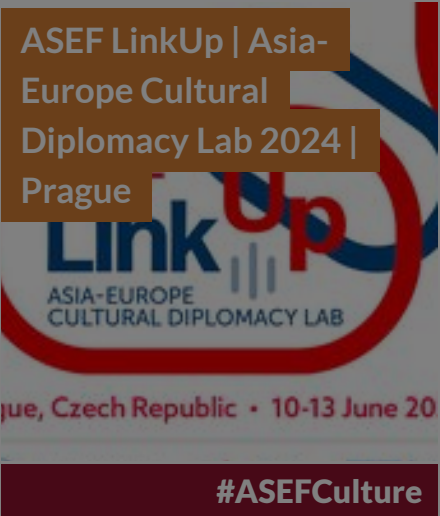 ASEF LinkUp | Asia-
Europe Cultural
Diplomacy Lab 2024 |
Prague
Link Up
ASIA-EUROPE
CULTURAL DIPLOMACY LAB
gue, Czech Republic • 10-13 June 20
#ASEFCulture